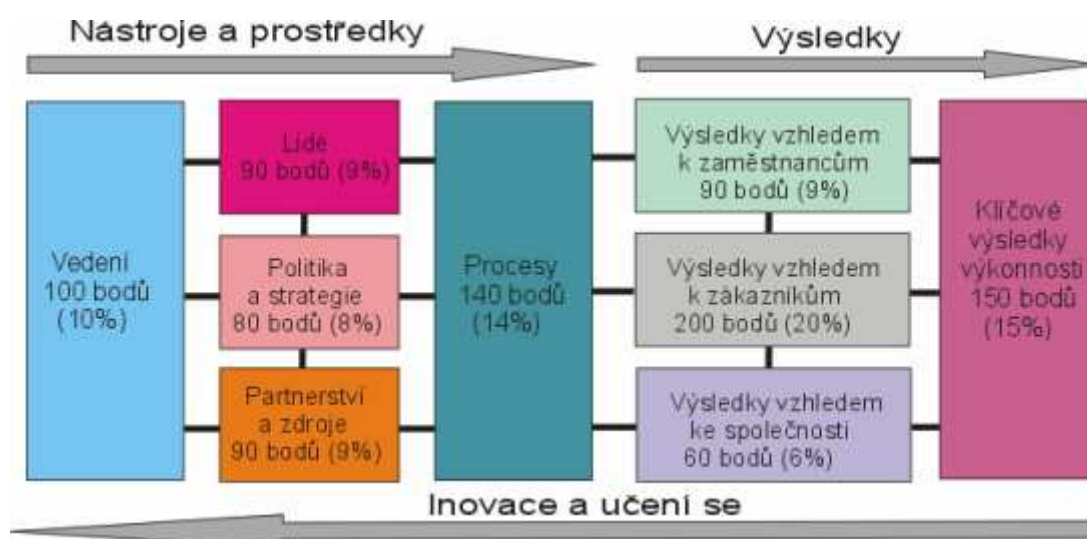 Nástroje a prostředky
Výsledky
Vedení
100 bodů
(10%)
Lidé
90 bodů (9%)
Politika
a strategie
80 bodů (8%)
Partnerství
a zdroje
90 bodů (9%)
Procesy
140 bodů
(14%)
Výsledky vzhledem
k zaměstnancům
90 bodů (9%)
Výsledky vzhledem
k zákazníkům
200 bodů (20%)
Výsledky vzhledem
ke společnosti
60 bodů (6%)
Klíčové
výsledky
výkonnosti
150 bodů
(15%)
Inovace a učení se